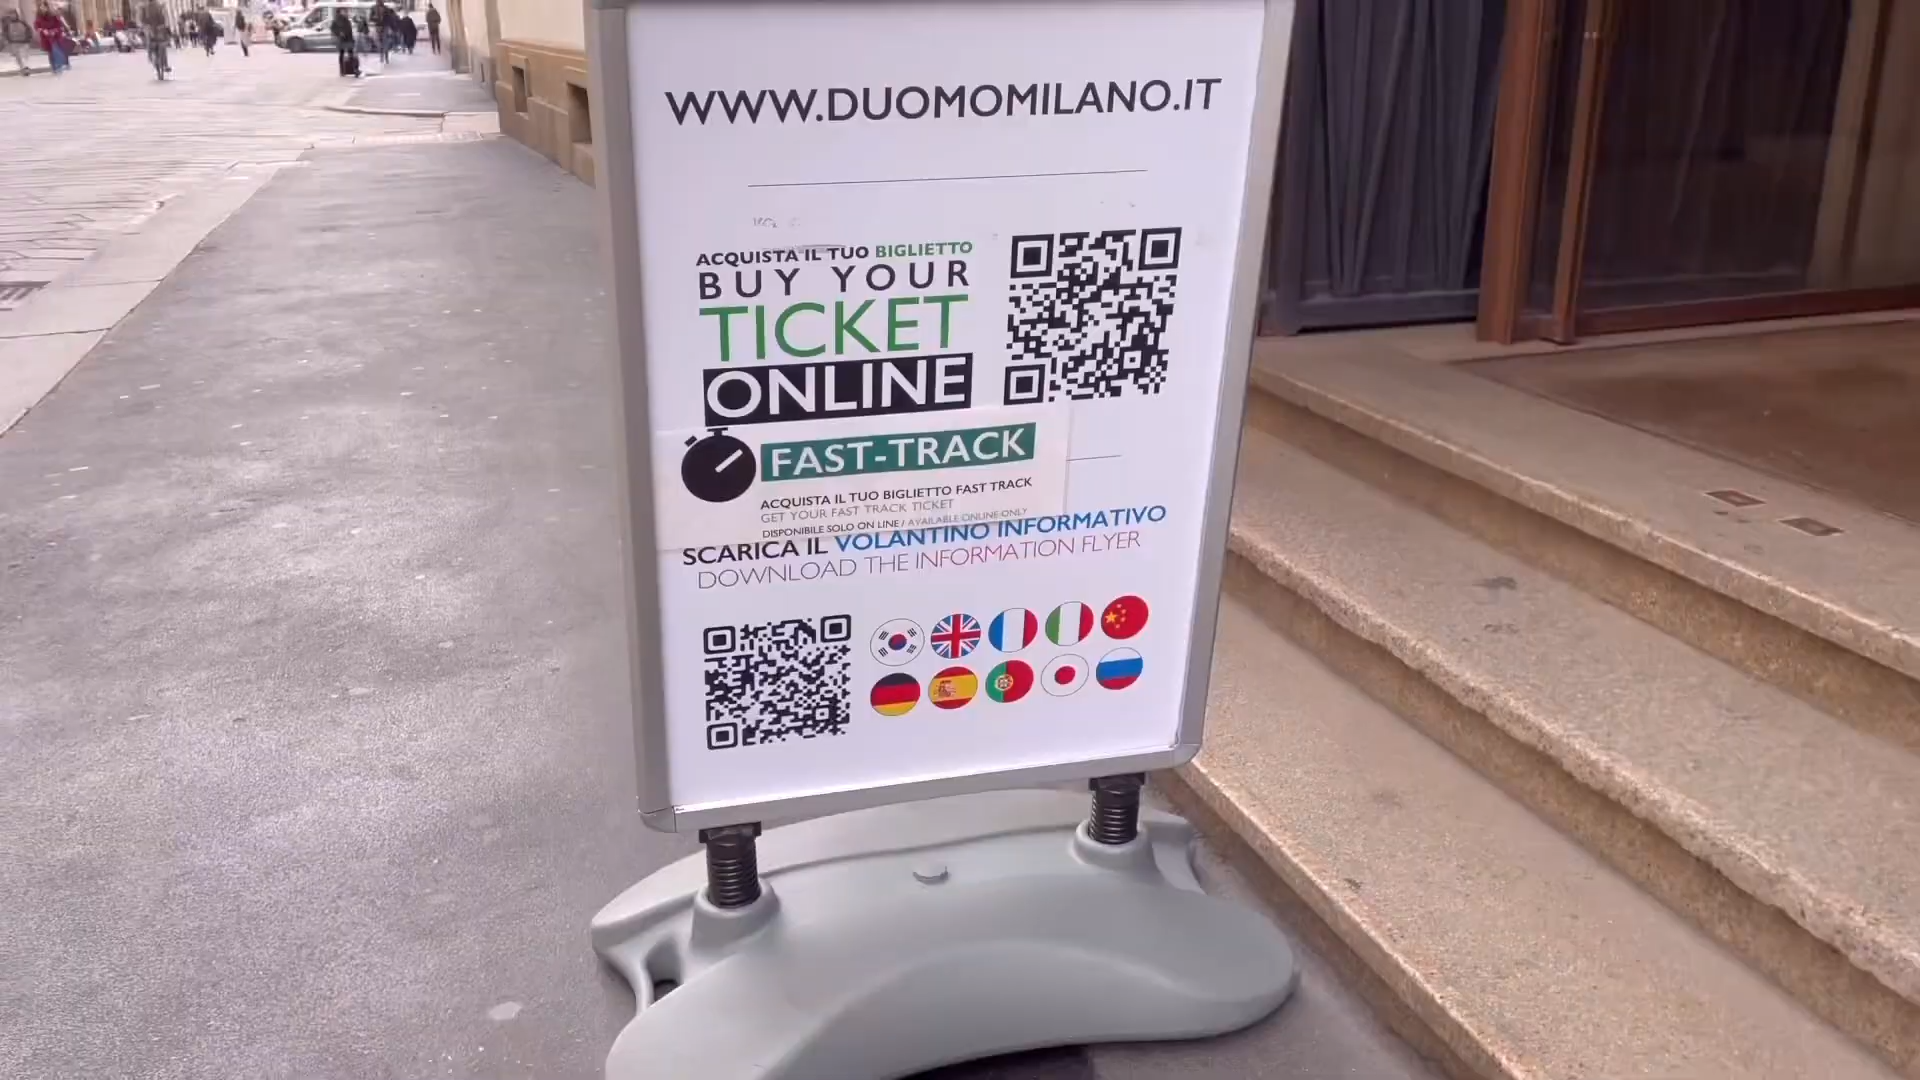 WWW.DUOMOMILANO.IT
ACQUISTA IL TUO BIGLIETTO
BUY YOUR
TICKET
ONLINE
FAST-TRACK
ACQUISTA IL TUO BIGLIETTO FAST TRACK
GET YOUR FAST TRACK TICKET
DISPONIBILE SOLO ON LINE / AVAILABLE ONLINE ONLY
SCARICA IL VOLANTINO INFORMATIVO
DOWNLOAD THE INFORMATION FLYER